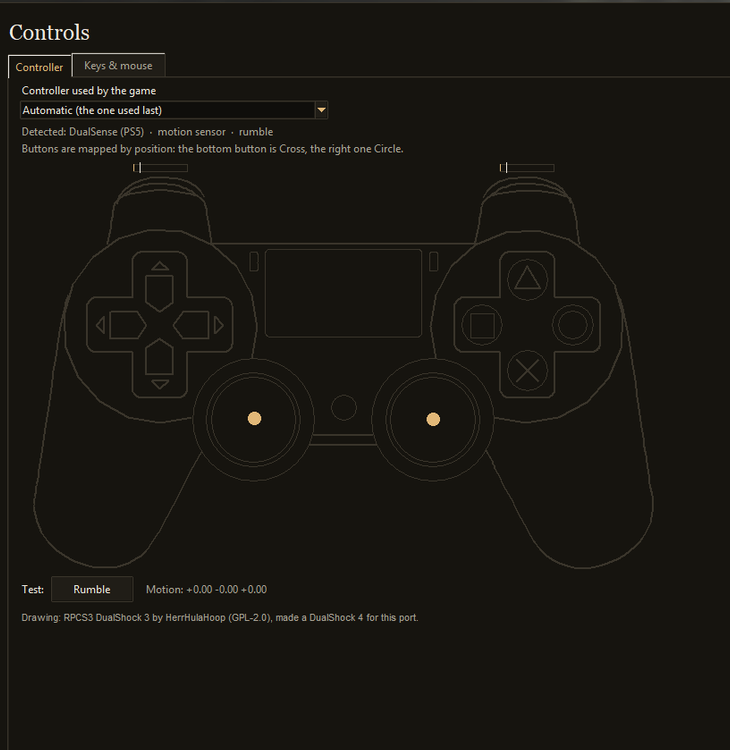 Controls
Controller
Keys & mouse
Controller used by the game
Automatic (the one used last)
Detected: DualSense (PS5) · motion sensor · rumble
Buttons are mapped by position: the bottom button is Cross, the right one Circle.
Test:
Rumble
Motion: +0.00 -0.00 +0.00
Drawing: RPCS3 DualShock 3 by HerrHulaHoop (GPL-2.0), made a DualShock 4 for this port.